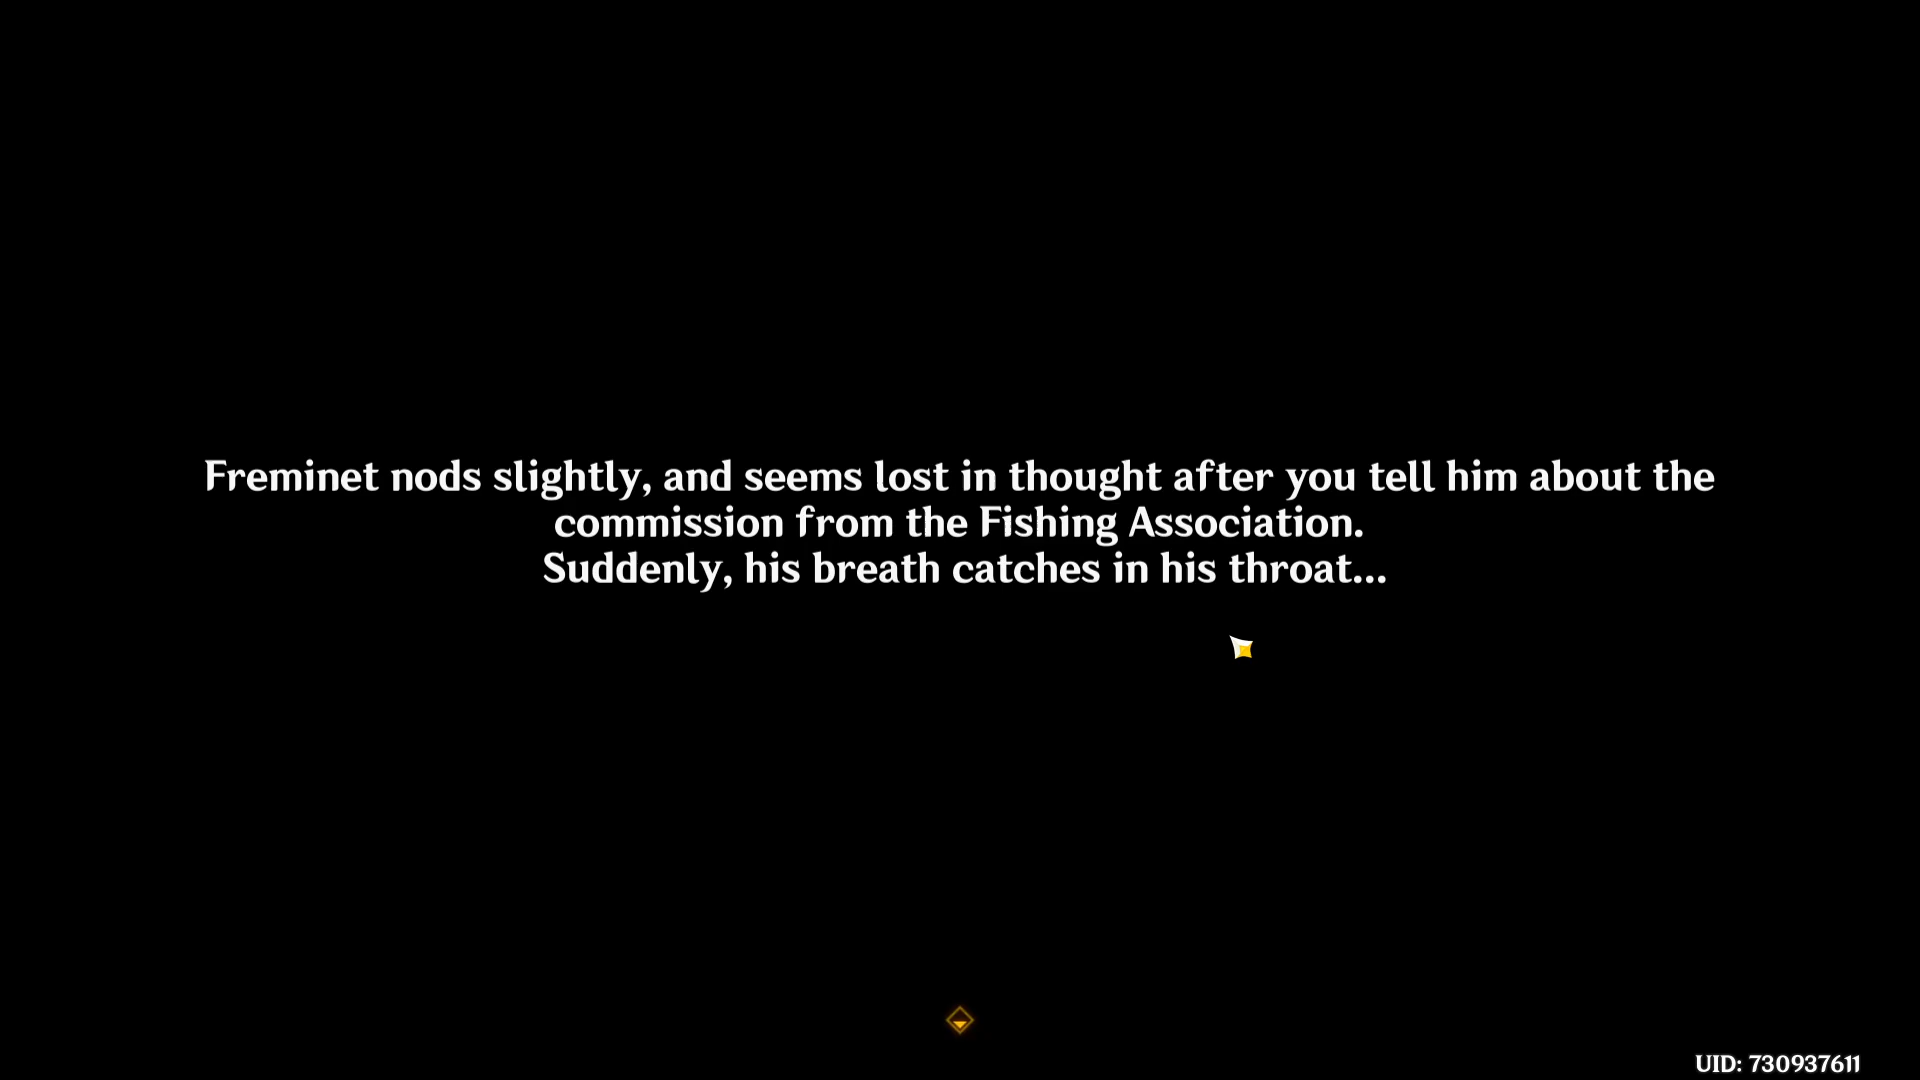 Freminet nods slightly, and seems lost in thought after you tell him about the
commission from the Fishing Association.
Suddenly, his breath catches in his throat...
UID: 730937611